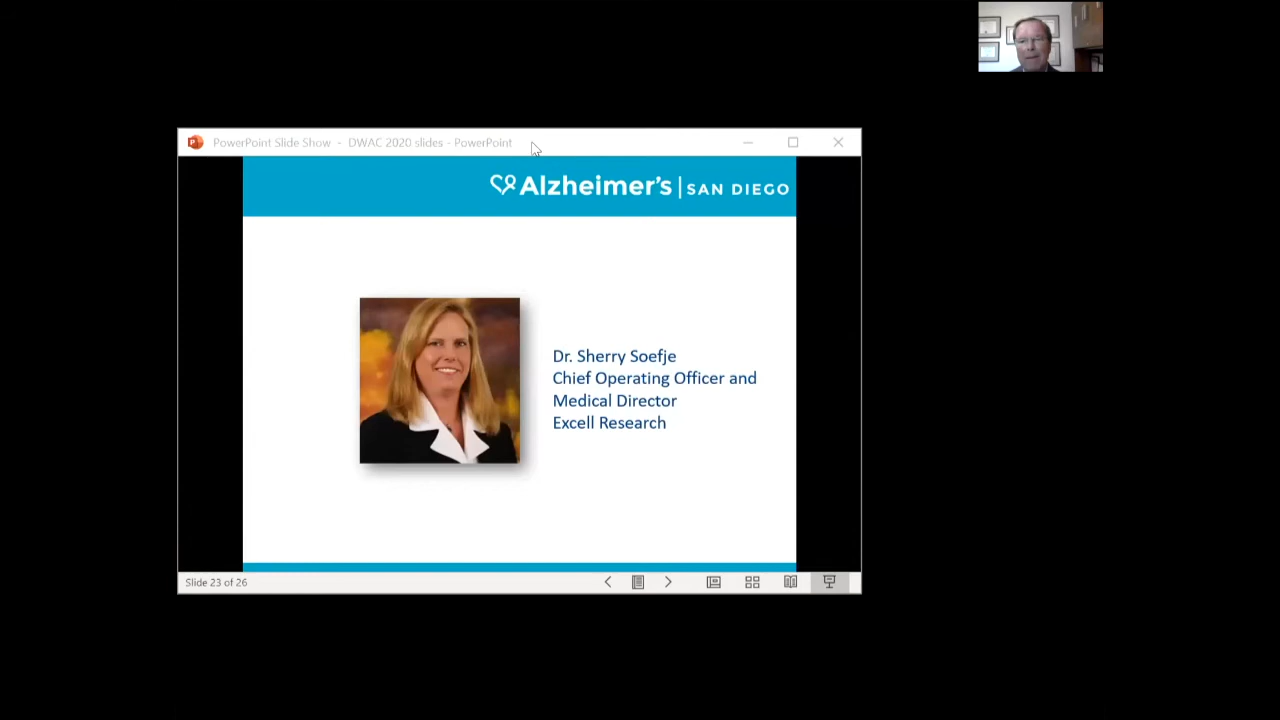 PowerPoint Slide Show - DWAC 2020 slides - PowerPoint
Alzheimer's | SAN DIEGO
Dr. Sherry Soefje
Chief Operating Officer and
Medical Director
Excell Research
Slide 23 of 26